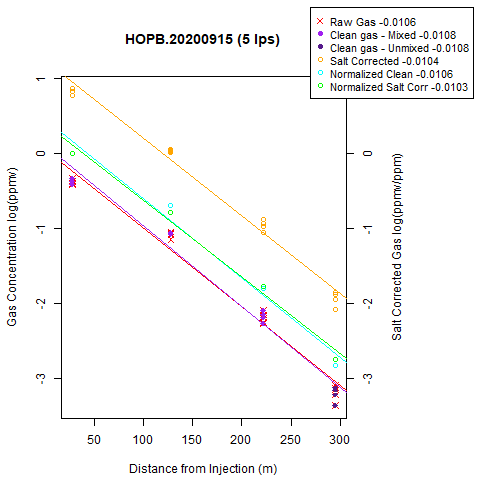 HOPB.20200915 (5 lps)
Raw Gas -0.0106
Clean gas - Mixed -0.0108
Clean gas - Unmixed -0.0108
Salt Corrected -0.0104
Normalized Clean -0.0106
Normalized Salt Corr -0.0103
Gas Concentration log(ppmv)
1
0
-1
-2
-3
0
-1
-2
-3
Salt Corrected Gas log(ppmv/ppm)
50 100 150 200 250 300
Distance from Injection (m)